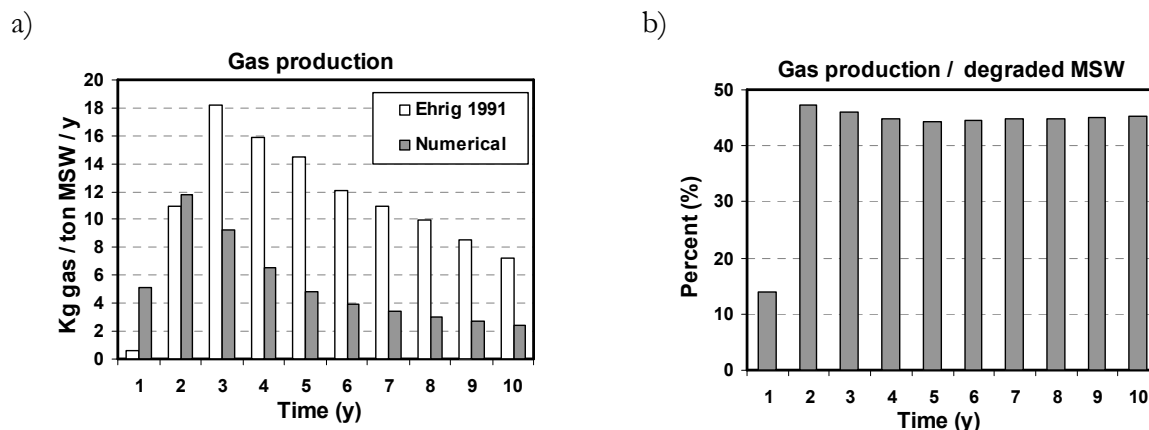 a)
Gas production
Kg gas / ton MSW / y
20
18
16
14
12
10
8
6
4
2
0
Ehrig 1991
Numerical
1 2 3 4 5 6 7 8 9 10
Time (y)
b)
Gas production / degraded MSW
Percent (%)
50
40
30
20
10
0
1 2 3 4 5 6 7 8 9 10
Time (y)